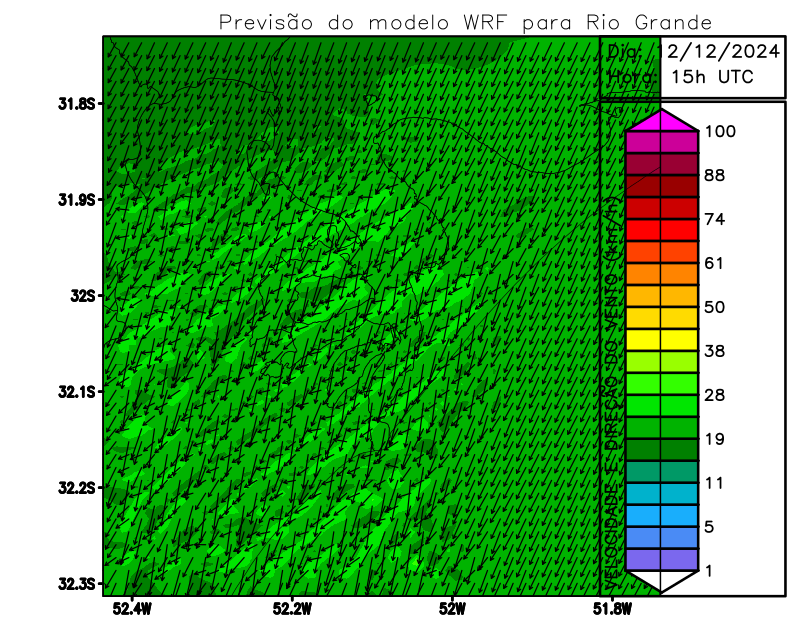 Previsão do modelo WRF para Rio Grande
Dia: 12/12/2024
Hora: 15h UTC
31.8S
31.9S
32S
32.1S
32.2S
32.3S
52.4W
52.2W
52W
51.8W
VELOCIDADE E DIREÇÃO DO VENTO (km/h)
100
88
74
61
50
38
28
19
11
5
1